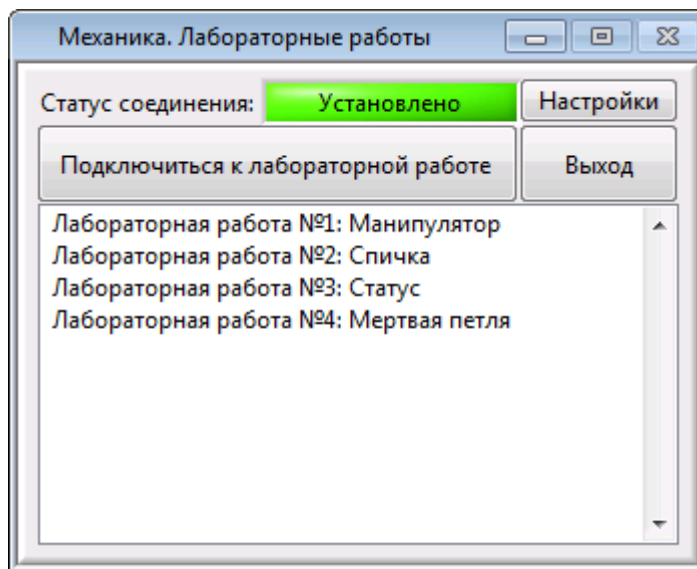 Механика. Лабораторные работы
Статус соединения: Установлено Настройки
Подключиться к лабораторной работе Выход
Лабораторная работа №1: Манипулятор
Лабораторная работа №2: Спичка
Лабораторная работа №3: Статус
Лабораторная работа №4: Мертвая петля